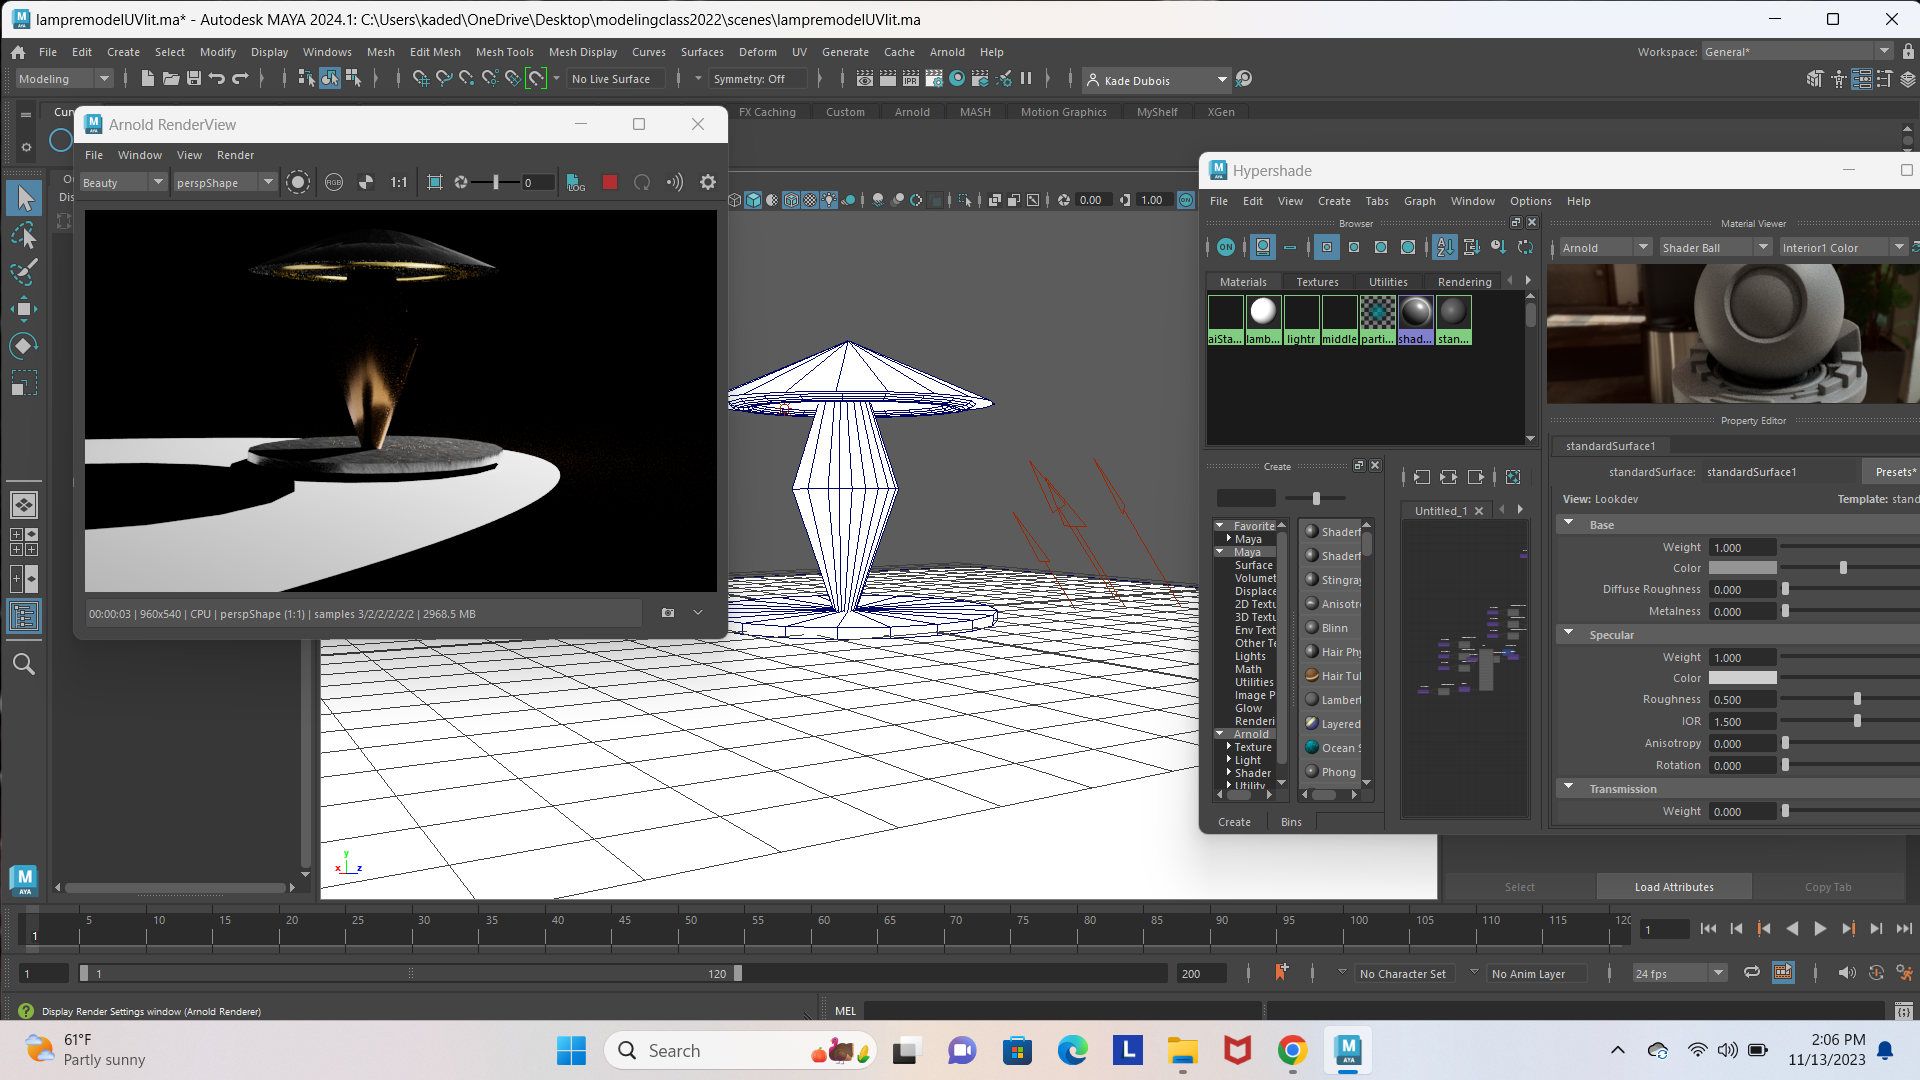 lampremodelUVlit.ma* - Autodesk MAYA 2024.1: C:\Users\kaded\OneDrive\Desktop\modelingclass2022\scenes\lampremodelUVlit.ma
File Edit Create Select Modify Display Windows Mesh Edit Mesh Mesh Tools Mesh Display Curves Surfaces Deform UV Generate Cache Arnold Help
Workspace: General*
Modeling
No Live Surface
Symmetry: Off
IPR
Kade Dubois
FX Caching Custom Arnold MASH Motion Graphics MyShelf XGen
Arnold RenderView
File Window View Render
Beauty
perspShape
RGB
1:1
0
LOG
00:00:03 | 960x540 | CPU | perspShape (1:1) | samples 3/2/2/2/2/2 | 2968.5 MB
0.00
1.00
Hypershade
File Edit View Create Tabs Graph Window Options Help
Browser
ON
Materials Textures Utilities Rendering
aiSta... lamb... lightr middle parti... shad... stan...
Create
Favorite
Maya
Maya
Surface
Volumet
Displace
2D Textu
3D Textu
Env Text
Other Te
Lights
Math
Utilities
Image P
Glow
Renderi
Arnold
Texture
Light
Shader
Utility
Shaderf
Shaderf
Stingray
Anisotro
Blinn
Hair Phy
Hair Tul
Lambert
Layered
Ocean S
Phong
Create Bins
Untitled_1
Material Viewer
Arnold
Shader Ball
Interior1 Color
Property Editor
standardSurface1
standardSurface: standardSurface1
Presets*
View: Lookdev
Template: stand
Base
Weight 1.000
Color
Diffuse Roughness 0.000
Metalness 0.000
Specular
Weight 1.000
Color
Roughness 0.500
IOR 1.500
Anisotropy 0.000
Rotation 0.000
Transmission
Weight 0.000
Select
Load Attributes
Copy Tab
y
x z
5 10 15 20 25 30 35 40 45 50 55 60 65 70 75 80 85 90 95 100 105 110 115 120
1
1
1
1
120
200
No Character Set
No Anim Layer
24 fps
Display Render Settings window (Arnold Renderer)
MEL
61°F
Partly sunny
Search
2:06 PM
11/13/2023